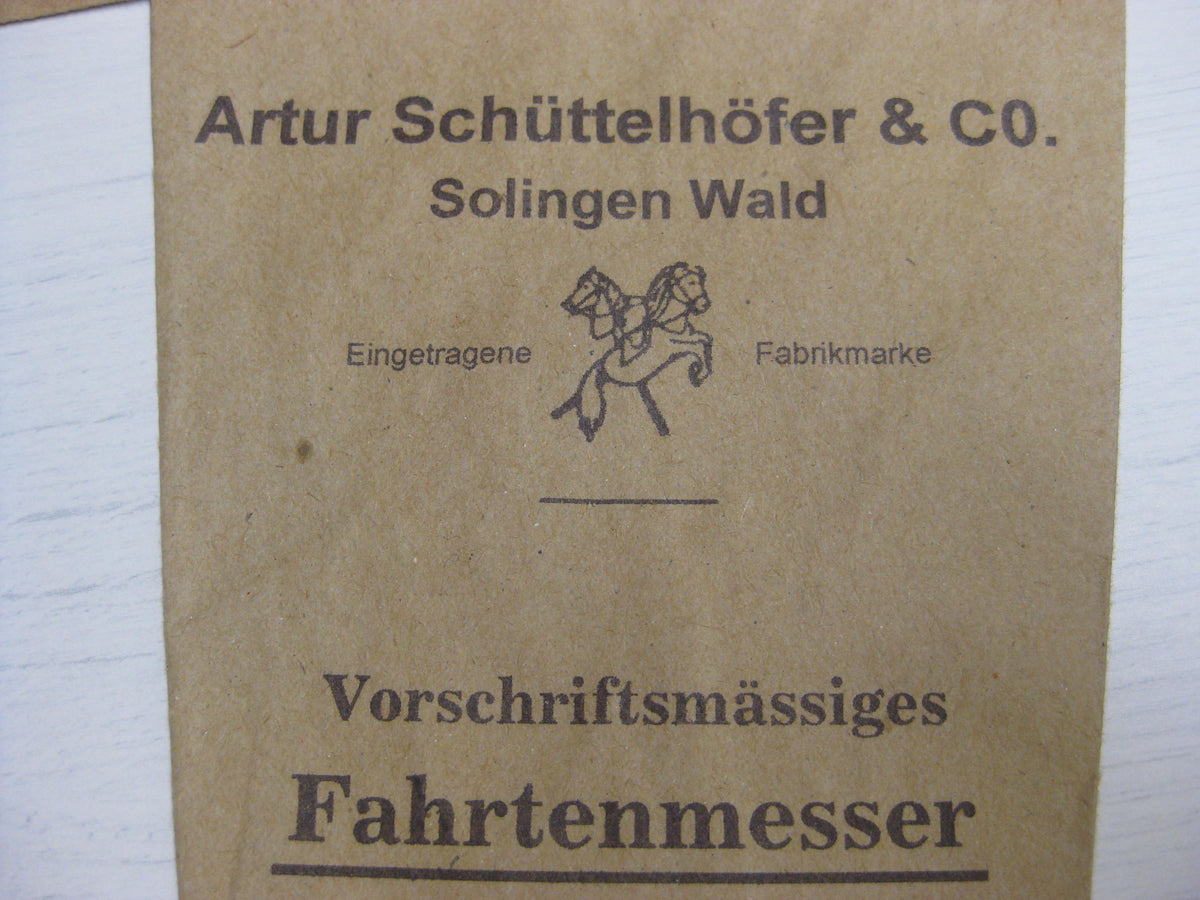 Artur Schüttelhöfer & C0.
Solingen Wald
Eingetragene Fabrikmarke
Vorschriftsmässiges
Fahrtenmesser